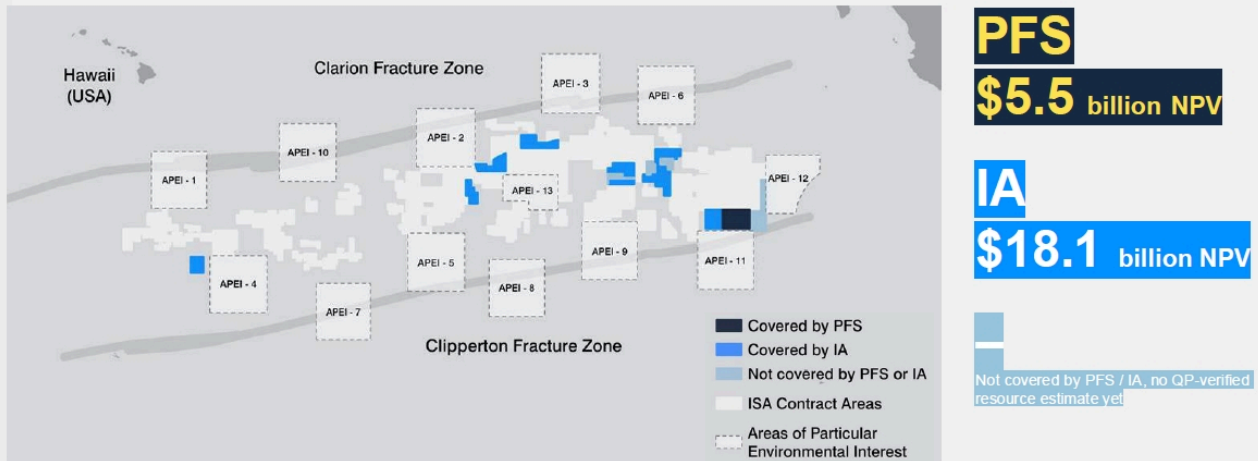 Hawaii
(USA)
Clarion Fracture Zone
APEI - 3
APEI - 6
APEI - 2
APEI - 10
APEI - 1
APEI - 13
APEI - 12
APEI - 9
APEI - 11
APEI - 5
APEI - 8
APEI - 4
APEI - 7
Clipperton Fracture Zone
Covered by PFS
Covered by IA
Not covered by PFS or IA
ISA Contract Areas
Areas of Particular
Environmental Interest
PFS
$5.5 billion NPV
IA
$18.1 billion NPV
–
Not covered by PFS / IA, no QP-verified
resource estimate yet